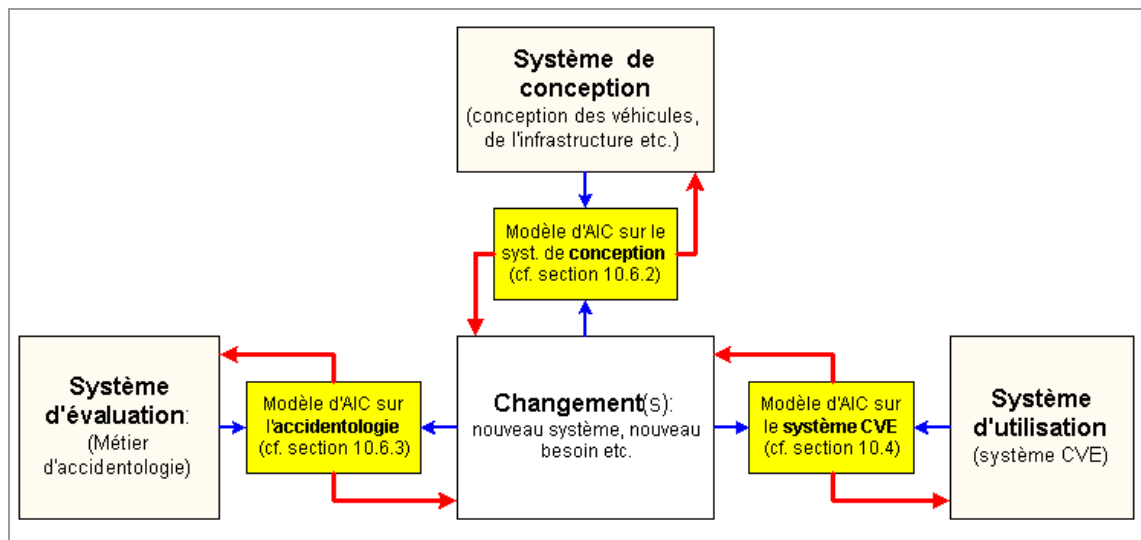 Système de
conception
(conception des véhicules,
de l'infrastructure etc.)
Modèle d'AIC sur le
syst. de conception
(cf. section 10.6.2)
Système
d'évaluation:
(Métier
d'accidentologie)
Modèle d'AIC sur
l'accidentologie
(cf. section 10.6.3)
Changement(s):
nouveau système, nouveau
besoin etc.
Modèle d'AIC sur
le système CVE
(cf. section 10.4)
Système
d'utilisation
(système CVE)